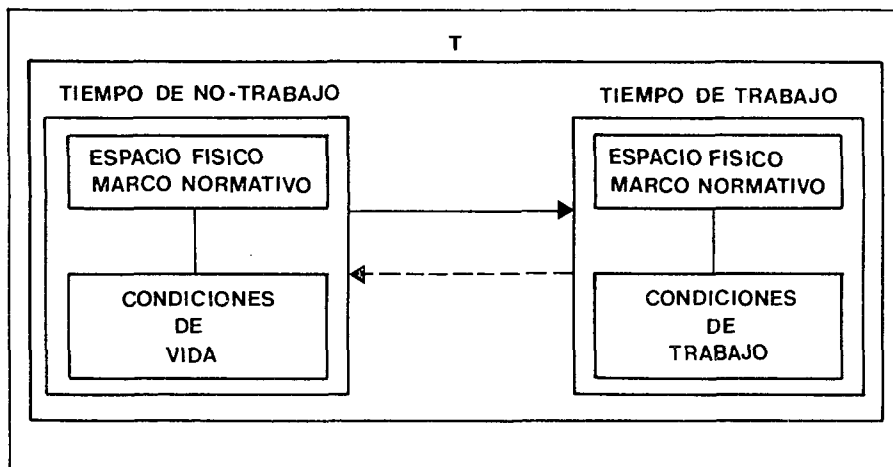 T
TIEMPO DE NO-TRABAJO
ESPACIO FISICO
MARCO NORMATIVO
CONDICIONES
DE
VIDA
TIEMPO DE TRABAJO
ESPACIO FISICO
MARCO NORMATIVO
CONDICIONES
DE
TRABAJO